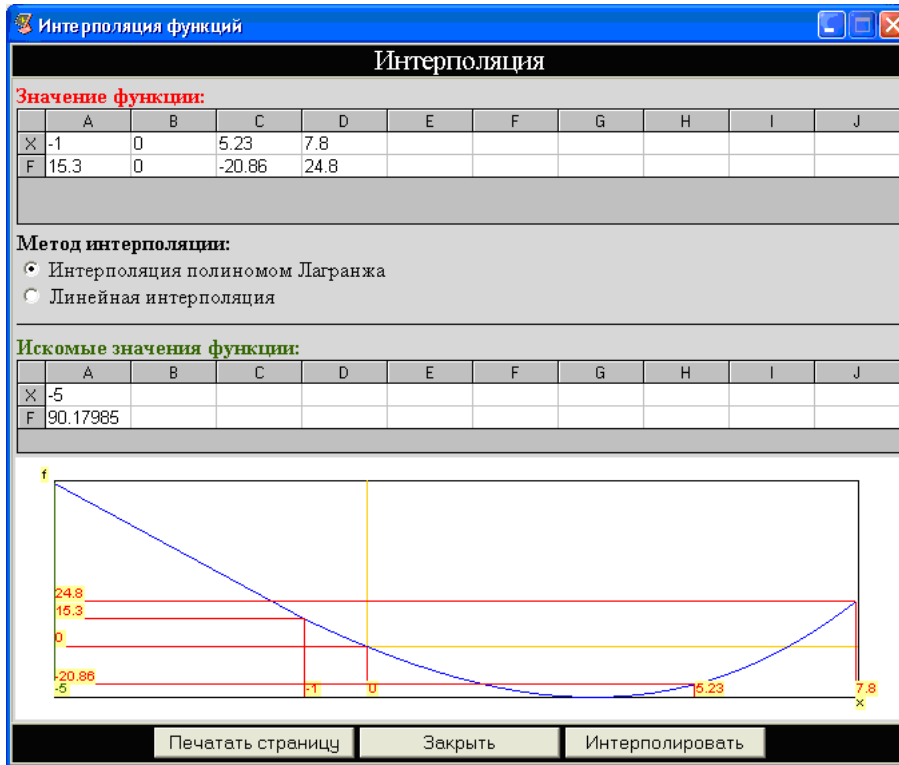 Интерполяция функций
Интерполяция
Значение функции:
A B C D E F G H I J
X -1 0 5.23 7.8
F 15.3 0 -20.86 24.8
Метод интерполяции:
Интерполяция полиномом Лагранжа
Линейная интерполяция
Искомые значения функции:
A B C D E F G H I J
X -5
F 90.17985
f
24.8
15.3
0
-20.86
-5 -1 0 5.23 7.8
x
Печатать страницу Закрыть Интерполировать